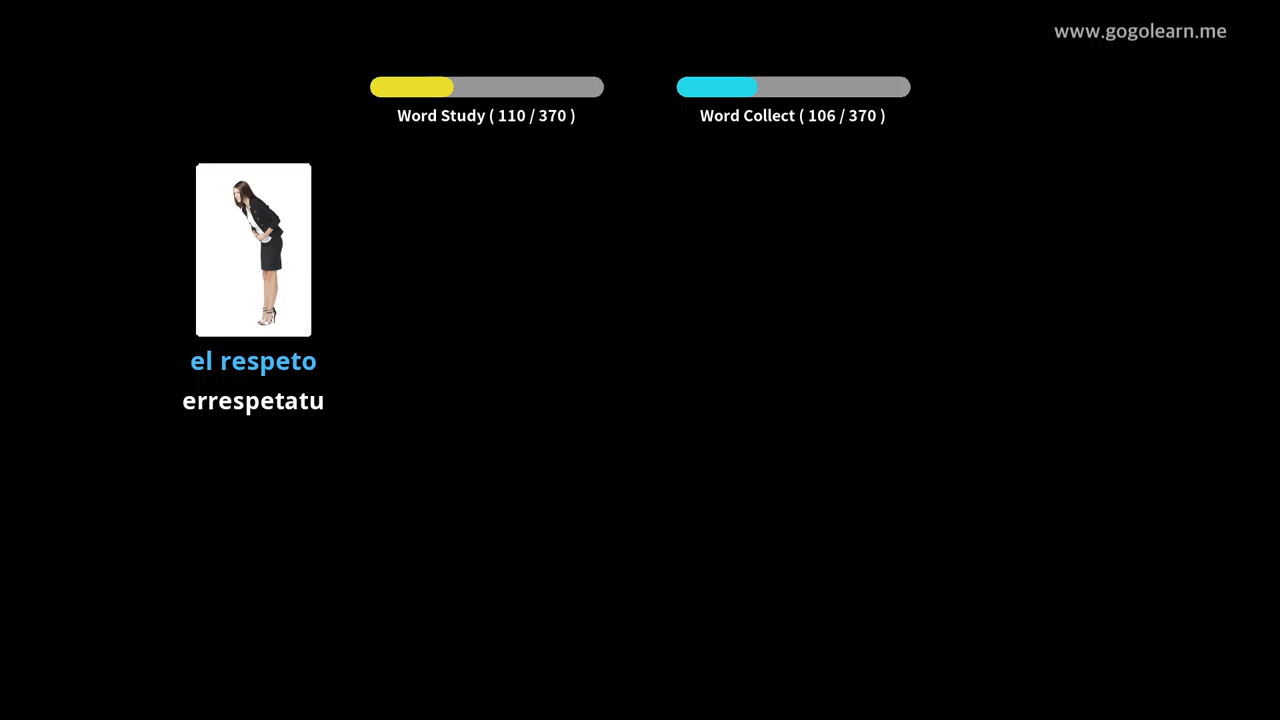 www.gogolearn.me
Word Study ( 110 / 370 )
Word Collect ( 106 / 370 )
el respeto
errespetatu